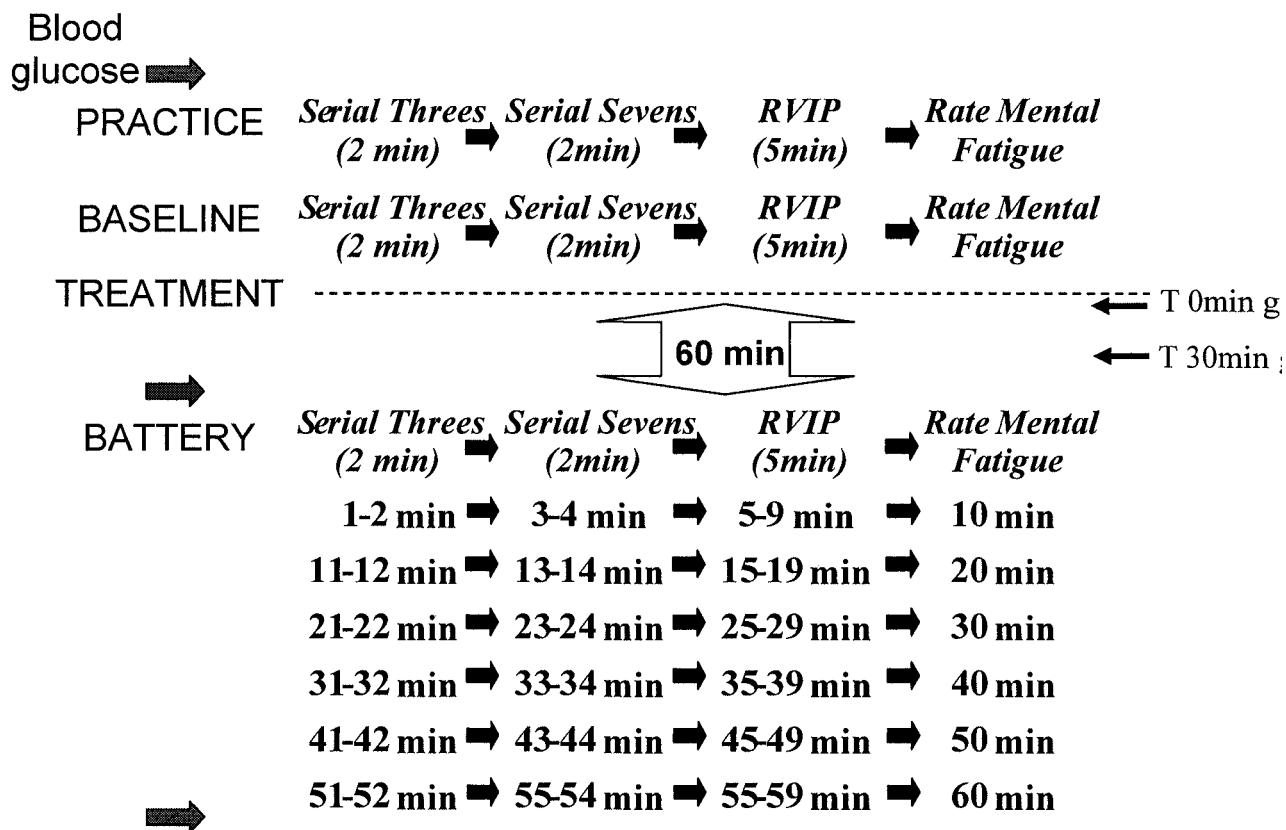 Blood
glucose
PRACTICE Serial Threes Serial Sevens RVIP Rate Mental
(2 min) (2min) (5min) Fatigue
BASELINE Serial Threes Serial Sevens RVIP Rate Mental
(2 min) (2min) (5min) Fatigue
TREATMENT
T 0min g
60 min
T 30min g
BATTERY Serial Threes Serial Sevens RVIP Rate Mental
(2 min) (2min) (5min) Fatigue
1-2 min 3-4 min 5-9 min 10 min
11-12 min 13-14 min 15-19 min 20 min
21-22 min 23-24 min 25-29 min 30 min
31-32 min 33-34 min 35-39 min 40 min
41-42 min 43-44 min 45-49 min 50 min
51-52 min 55-54 min 55-59 min 60 min